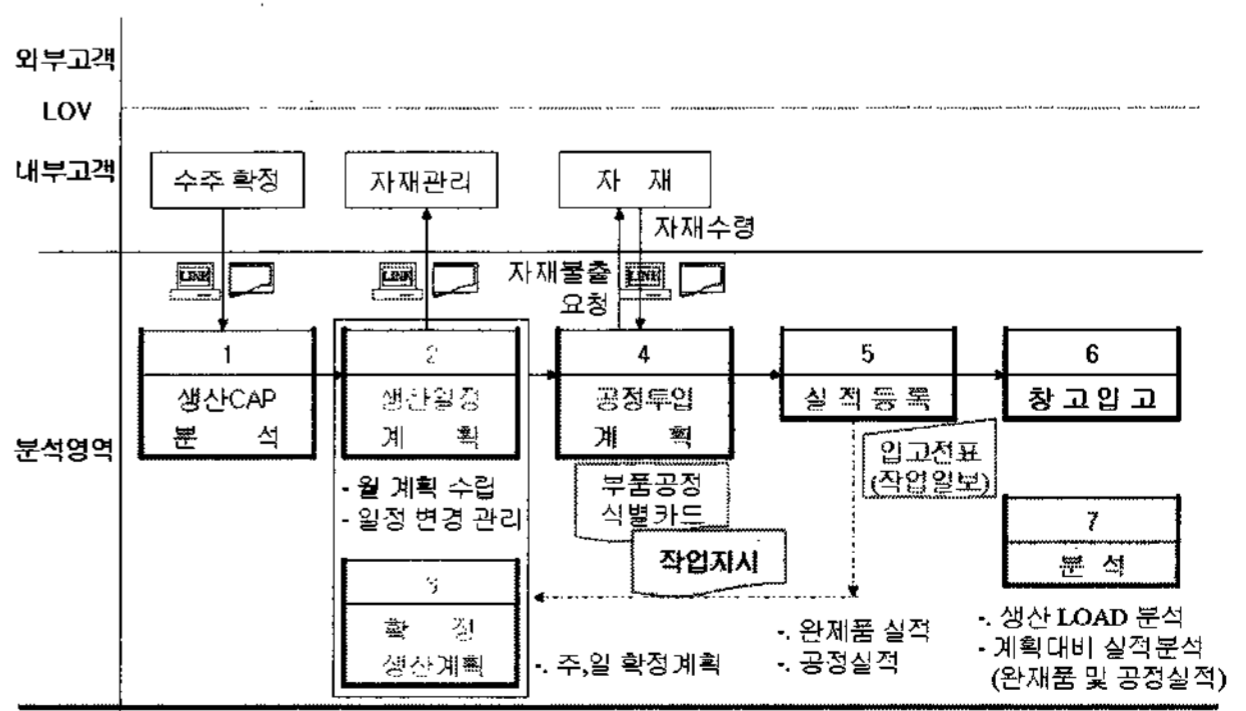 외부고객
LOV
내부고객
수주 확정
자재관리
자 재
자재수령
LINK
LINK
자재불출
요청
LINK
1
생산CAP
분 석
2
생산일정
계 획
4
공정투입
계 획
5
실적등록
6
창고입고
분석영역
- 월 계획 수립
- 일정 변경 관리
부품공정
식별카드
작업지시
입고전표
(작업일보)
7
분 석
3
확 정
생산계획
-. 주,일 확정계획
-. 완제품 실적
-. 공정실적
-. 생산 LOAD 분석
- 계획대비 실적분석
(완제품 및 공정실적)